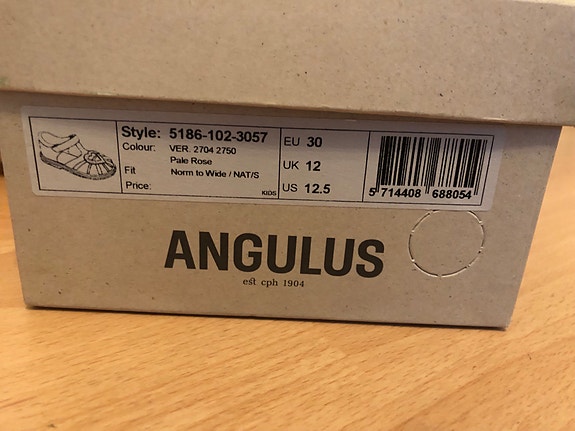 Style: 5186-102-3057
Colour: VER. 2704 2750
Pale Rose
Fit Norm to Wide / NAT/S
Price:
KIDS
EU 30
UK 12
US 12.5
5 714408 688054
ANGULUS
est cph 1904